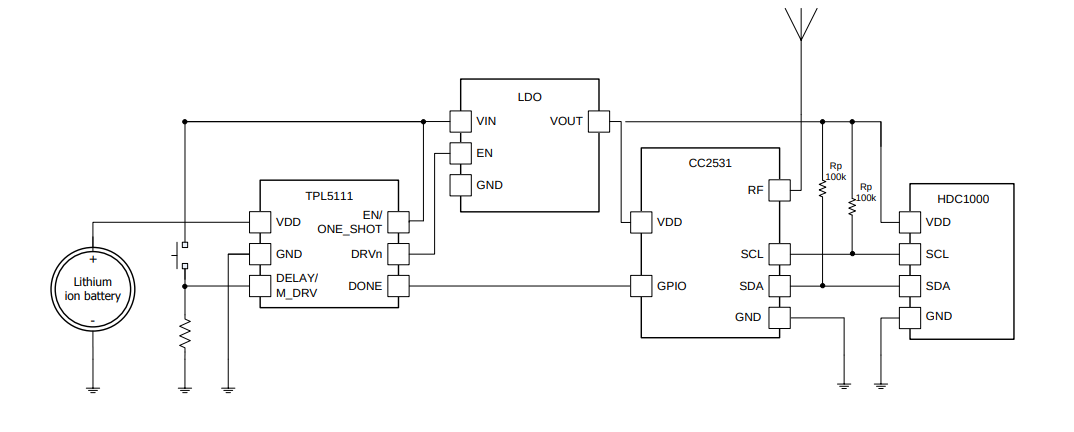 LDO
VIN
VOUT
EN
GND
CC2531
RF
VDD
SCL
GPIO
SDA
GND
Rp
100k
Rp
100k
HDC1000
VDD
SCL
SDA
GND
TPL5111
VDD
EN/
ONE_SHOT
GND
DRVn
DELAY/
M_DRV
DONE
+
Lithium
ion battery
-